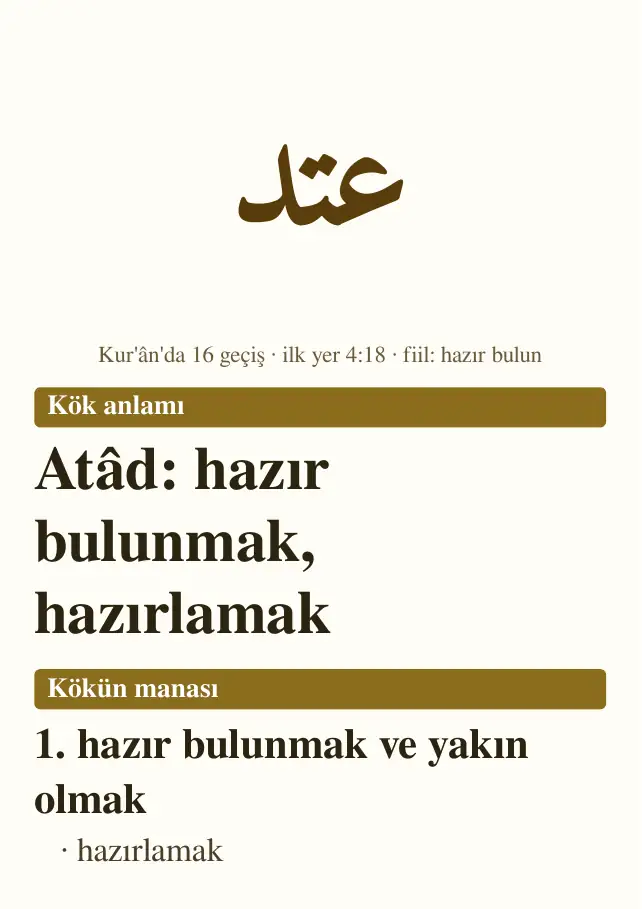 عتد
Kur'ân'da 16 geçiş · ilk yer 4:18 · fiil: hazır bulun
Kök anlamı
Atâd: hazır
bulunmak,
hazırlamak
Kökün manası
1. hazır bulunmak ve yakın
olmak
· hazırlamak